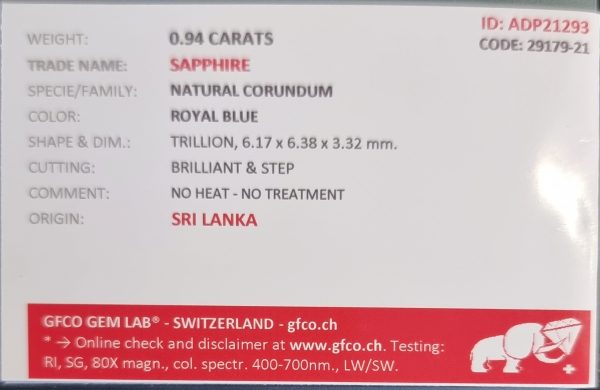 ID: ADP21293
WEIGHT: 0.94 CARATS
CODE: 29179-21
TRADE NAME: SAPPHIRE
SPECIE/FAMILY: NATURAL CORUNDUM
COLOR: ROYAL BLUE
SHAPE & DIM.: TRILLION, 6.17 x 6.38 x 3.32 mm.
CUTTING: BRILLIANT & STEP
COMMENT: NO HEAT - NO TREATMENT
ORIGIN: SRI LANKA
GFCO GEM LAB® - SWITZERLAND - gfco.ch
* → Online check and disclaimer at www.gfco.ch. Testing:
RI, SG, 80X magn., col. spectr. 400-700nm., LW/SW.